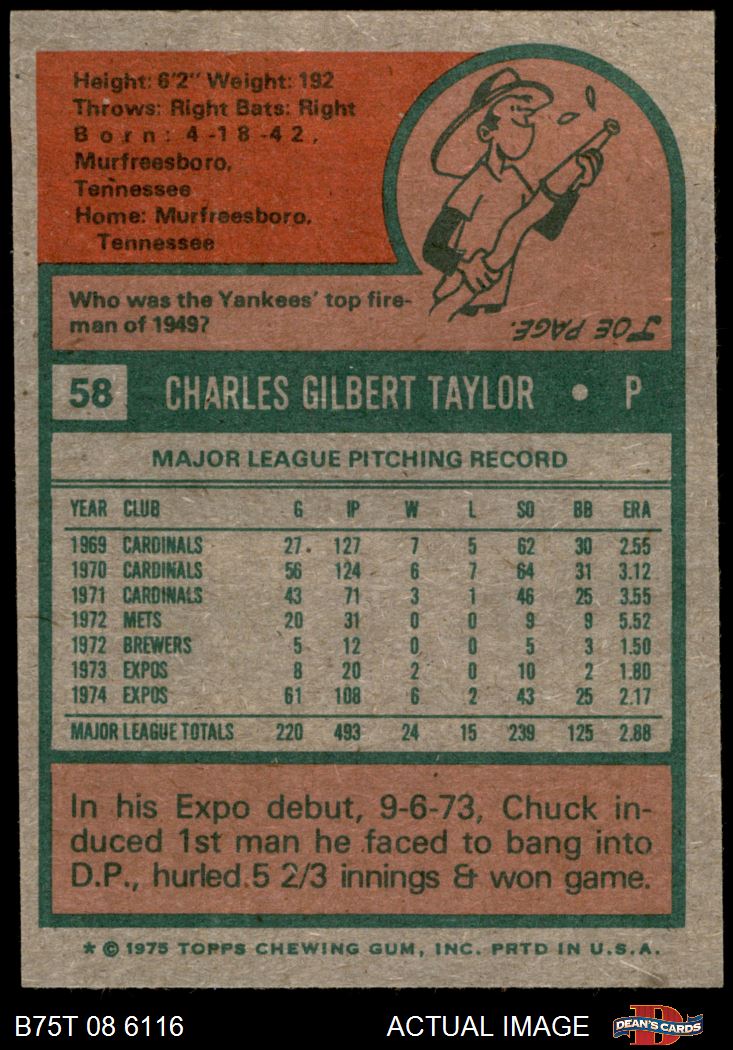 Height: 6'2" Weight: 192
Throws: Right Bats: Right
Born: 4-18-42,
Murfreesboro,
Tennessee
Home: Murfreesboro,
Tennessee
Who was the Yankees' top fire-
man of 1949?
JOE PAGE.
58 CHARLES GILBERT TAYLOR • P
MAJOR LEAGUE PITCHING RECORD
YEAR CLUB G IP W L SO BB ERA
1969 CARDINALS 27 127 7 5 62 30 2.55
1970 CARDINALS 56 124 6 7 64 31 3.12
1971 CARDINALS 43 71 3 1 46 25 3.55
1972 METS 20 31 0 0 9 9 5.52
1972 BREWERS 5 12 0 0 5 3 1.50
1973 EXPOS 8 20 2 0 10 2 1.80
1974 EXPOS 61 108 6 2 43 25 2.17
MAJOR LEAGUE TOTALS 220 493 24 15 239 125 2.88
In his Expo debut, 9-6-73, Chuck in-
duced 1st man he faced to bang into
D.P., hurled 5 2/3 innings & won game.
* © 1975 TOPPS CHEWING GUM, INC. PRTD IN U.S.A.
B75T 08 6116 ACTUAL IMAGE D DEAN'S CARDS